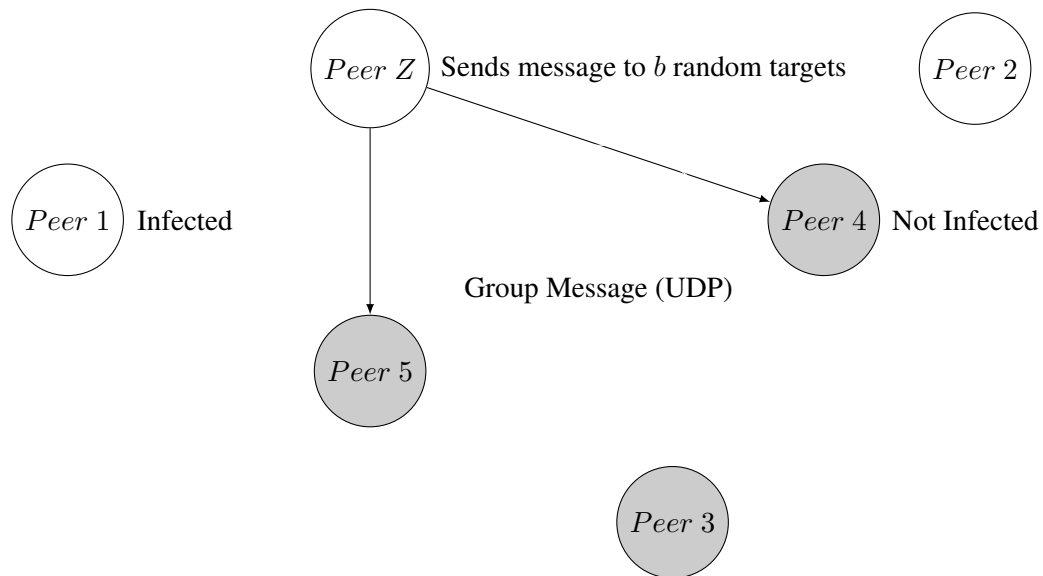 Peer Z
Sends message to b random targets
Peer 2
Peer 1
Infected
Peer 4
Not Infected
Group Message (UDP)
Peer 5
Peer 3